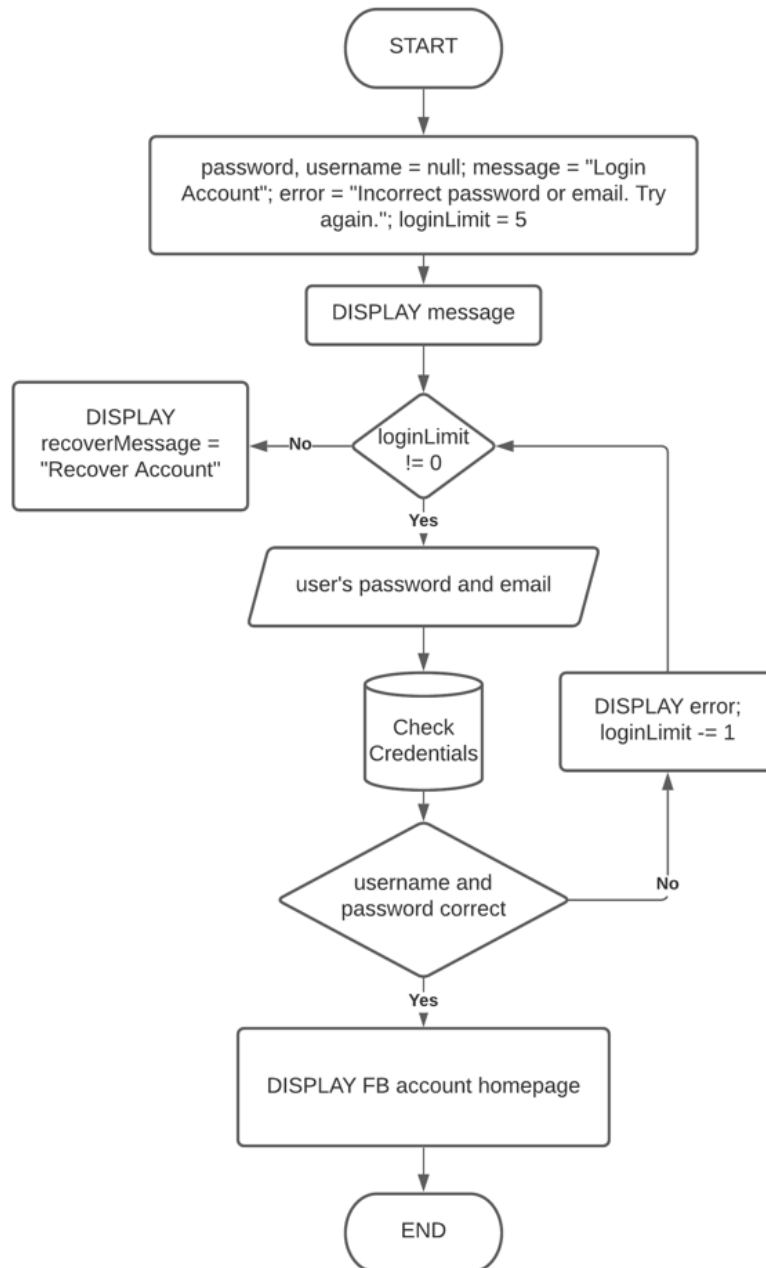 START
password, username = null; message = "Login
Account"; error = "Incorrect password or email. Try
again."; loginLimit = 5
DISPLAY message
DISPLAY
recoverMessage =
"Recover Account"
No
loginLimit
!= 0
Yes
user's password and email
Check
Credentials
DISPLAY error;
loginLimit -= 1
username and
password correct
No
Yes
DISPLAY FB account homepage
END